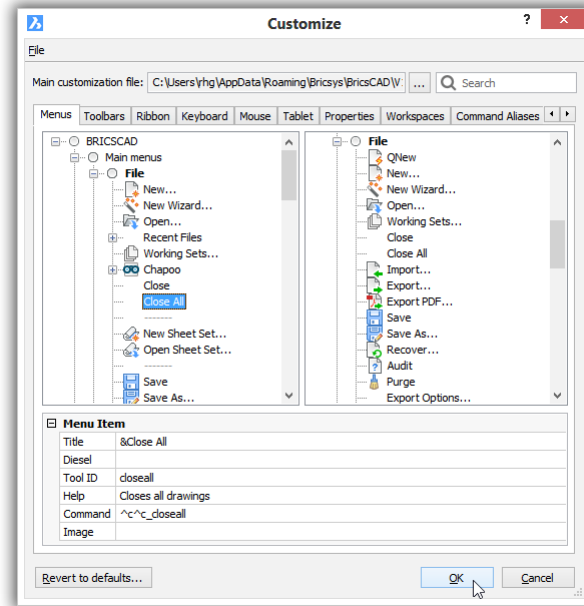 Customize
?
File
Main customization file: C:\Users\rhg\AppData\Roaming\Bricsys\BricsCAD\V ... Search
Menus Toolbars Ribbon Keyboard Mouse Tablet Properties Workspaces Command Aliases
BRICSCAD
Main menus
File
New...
New Wizard...
Open...
Recent Files
Working Sets...
Chapoo
Close
Close All
--------
New Sheet Set...
Open Sheet Set...
--------
Save
Save As...
File
QNew
New...
New Wizard...
Open...
Working Sets...
Close
Close All
Import...
Export...
Export PDF...
Save
Save As...
Recover...
Audit
Purge
Export Options...
Menu Item
Title &Close All
Diesel
Tool ID closeall
Help Closes all drawings
Command ^c^c_closeall
Image
Revert to defaults... OK Cancel